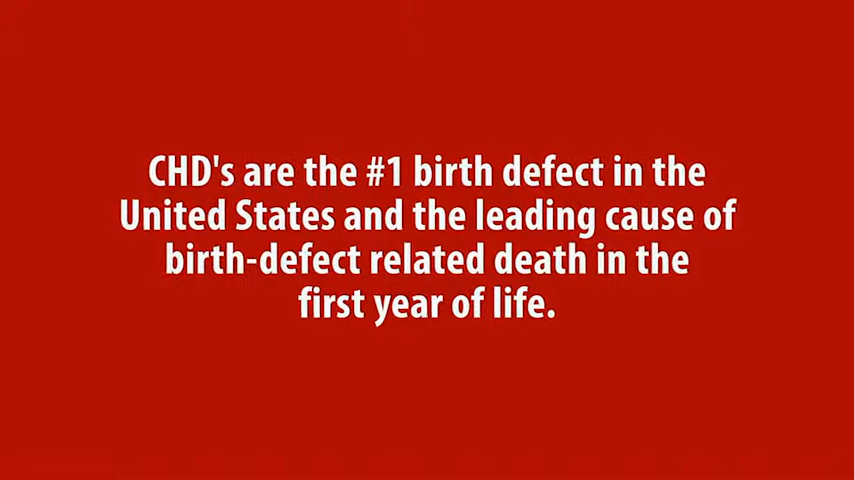 CHD's are the #1 birth defect in the
United States and the leading cause of
birth-defect related death in the
first year of life.